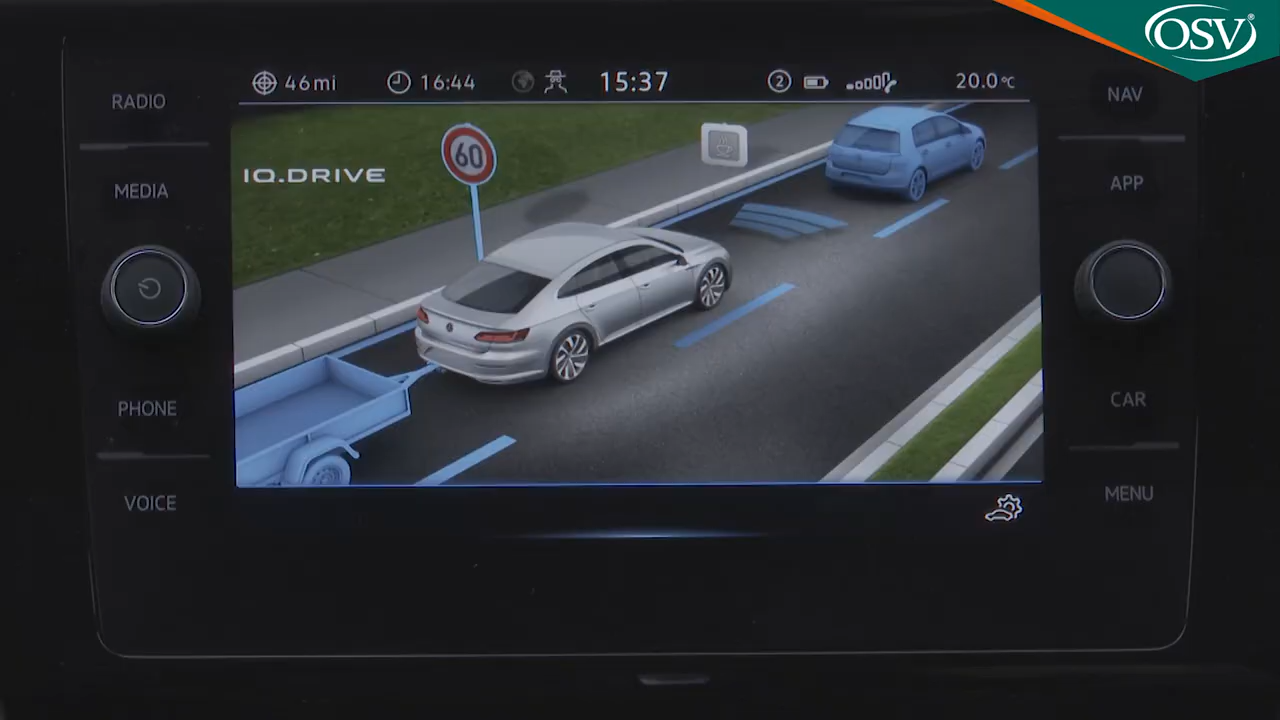 OSV®
46mi 16:44 15:37 2 20.0°C
RADIO
NAV
MEDIA
APP
IQ.DRIVE
60
PHONE
CAR
VOICE
MENU